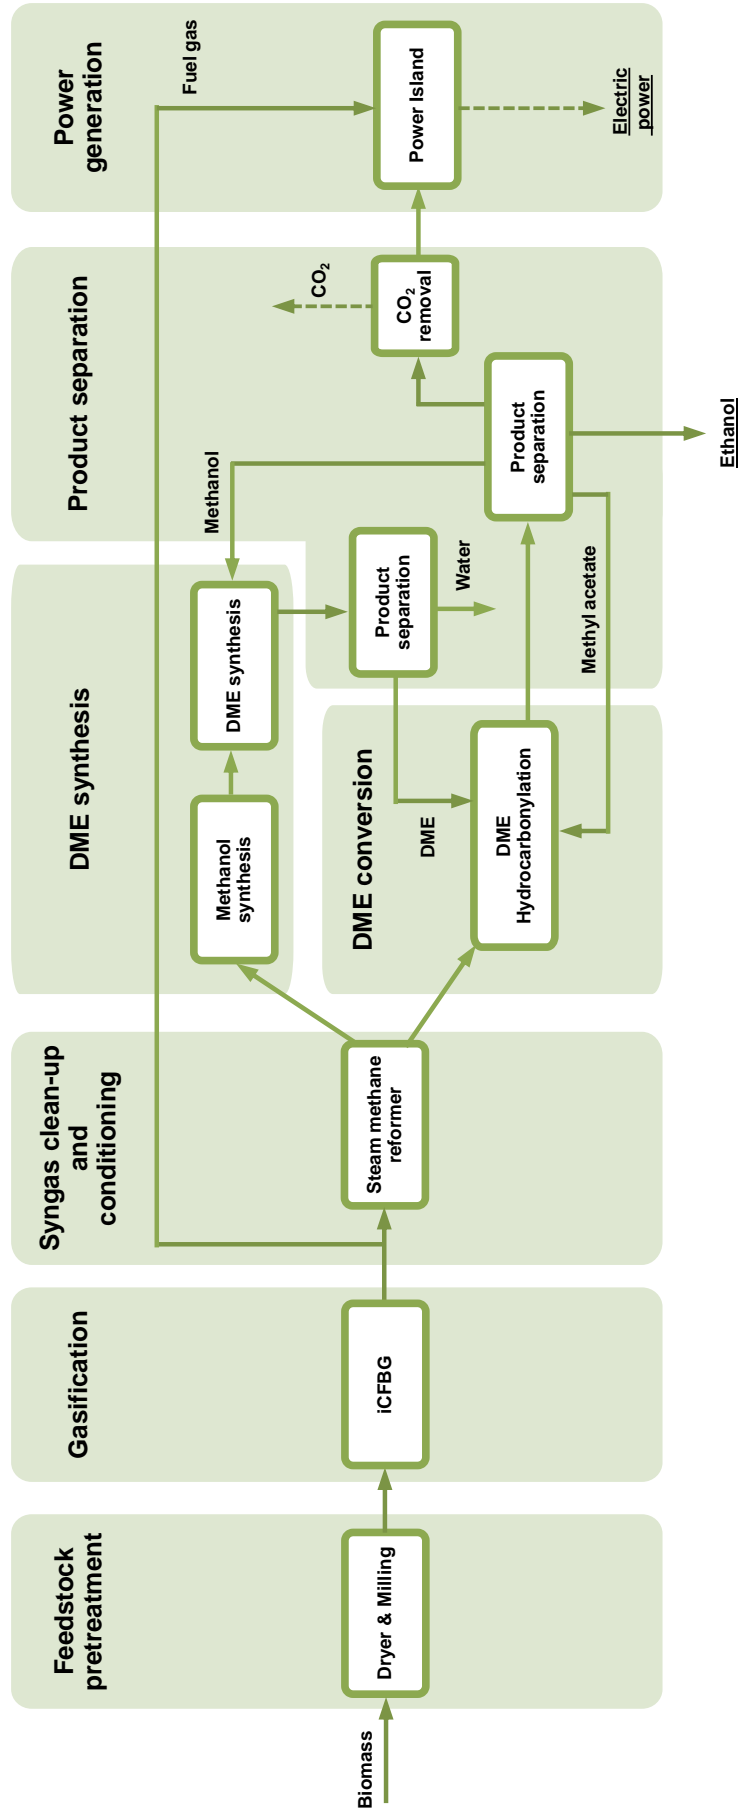 Feedstock
pretreatment
Gasification
Syngas clean-up
and
conditioning
DME synthesis
Product separation
Power
generation
Fuel gas
Biomass
Dryer & Milling
iCFBG
Steam methane
reformer
Methanol
synthesis
DME synthesis
Methanol
DME conversion
DME
DME
Hydrocarbonylation
Product
separation
Water
Methyl acetate
Product
separation
CO₂
CO₂
removal
Power Island
Ethanol
Electric
power